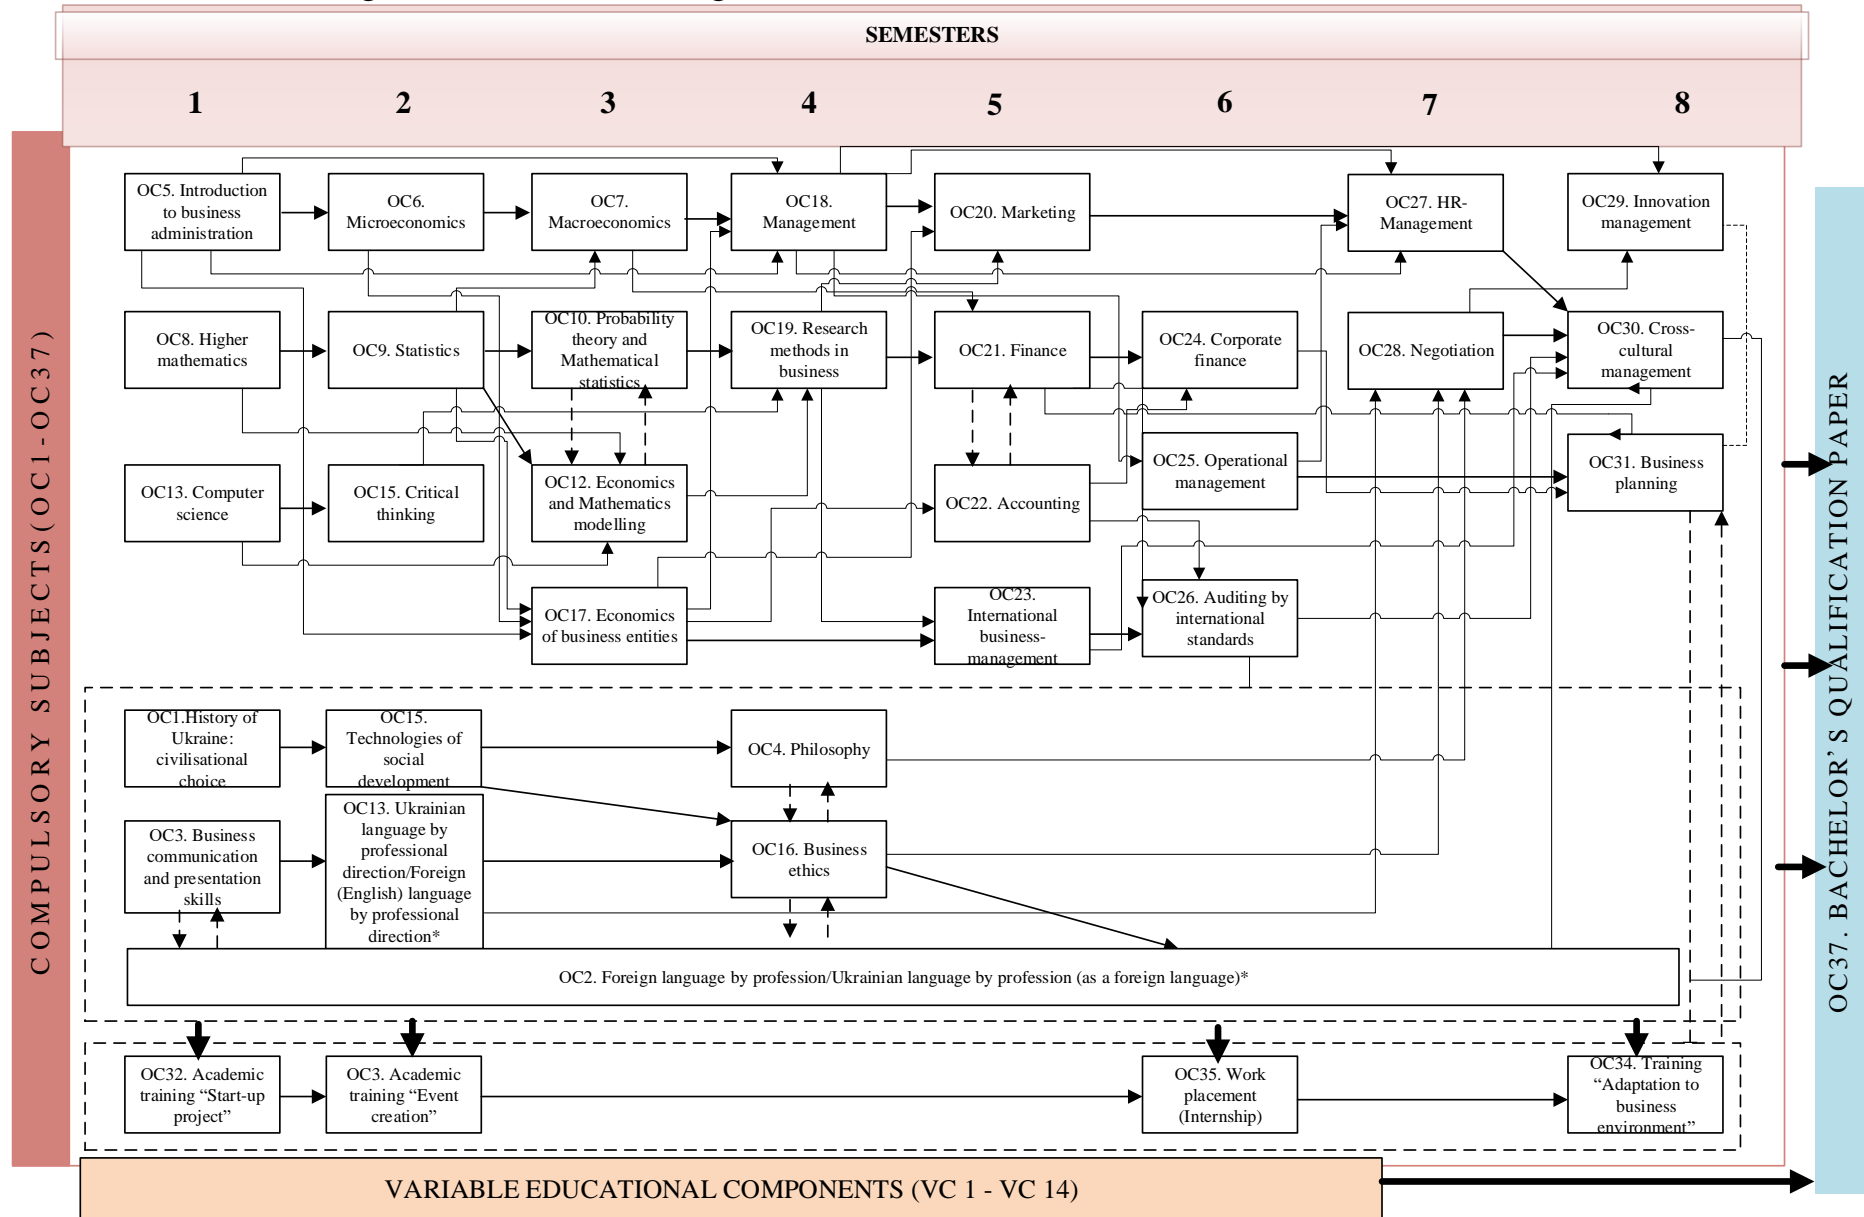 SEMESTERS
1 2 3 4 5 6 7 8
COMPULSORY SUBJECTS(OC1-OC37)
OC5. Introduction
to business
administration
OC6.
Microeconomics
OC7.
Macroeconomics
OC18.
Management
OC20. Marketing
OC27. HR-
Management
OC29. Innovation
management
OC8. Higher
mathematics
OC9. Statistics
OC10. Probability
theory and
Mathematical
statistics
OC19. Research
methods in
business
OC21. Finance
OC24. Corporate
finance
OC28. Negotiation
OC30. Cross-
cultural
management
OC13. Computer
science
OC15. Critical
thinking
OC12. Economics
and Mathematics
modelling
OC22. Accounting
OC25. Operational
management
OC31. Business
planning
OC17. Economics
of business entities
OC23.
International
business-
management
OC26. Auditing by
international
standards
OC1.History of
Ukraine:
civilisational
choice
OC15.
Technologies of
social
development
OC4. Philosophy
OC3. Business
communication
and presentation
skills
OC13. Ukrainian
language by
professional
direction/Foreign
(English) language
by professional
direction*
OC16. Business
ethics
OC2. Foreign language by profession/Ukrainian language by profession (as a foreign language)*
OC32. Academic
training “Start-up
project”
OC3. Academic
training “Event
creation”
OC35. Work
placement
(Internship)
OC34. Training
“Adaptation to
business
environment”
VARIABLE EDUCATIONAL COMPONENTS (VC 1 - VC 14)
OC37. BACHELOR’S QUALIFICATION PAPER